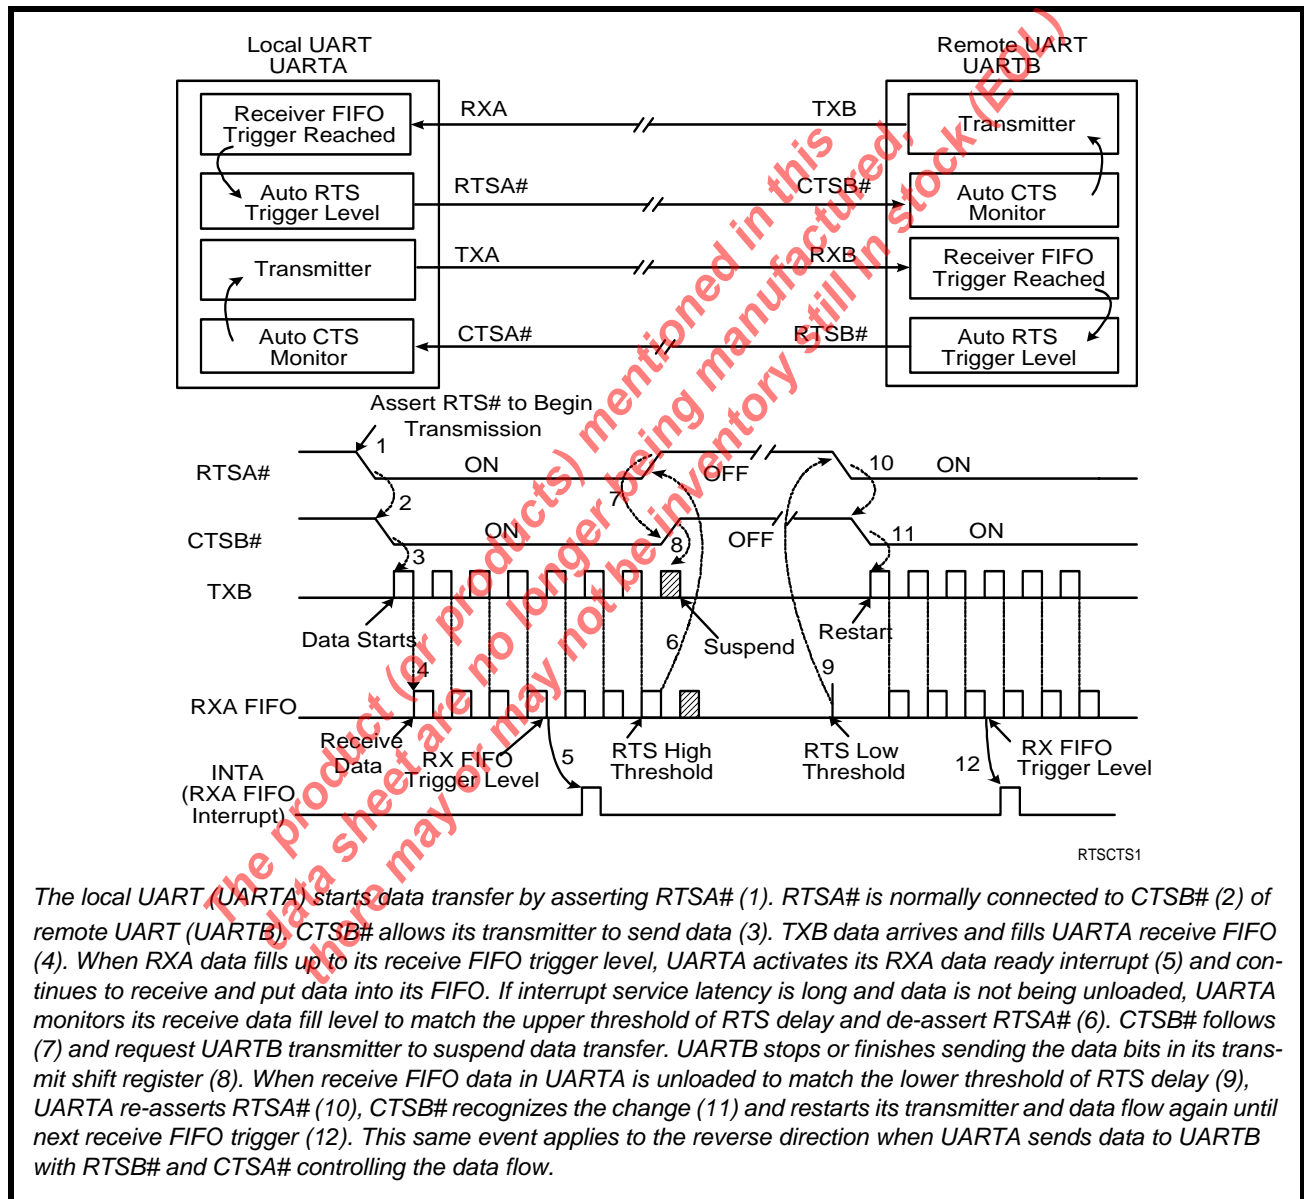 Local UART
UARTA
Remote UART
UARTB
Receiver FIFO
Trigger Reached
RXA
TXB
Transmitter
Auto RTS
Trigger Level
RTSA#
CTSB#
Auto CTS
Monitor
Transmitter
TXA
RXB
Receiver FIFO
Trigger Reached
Auto CTS
Monitor
CTSA#
RTSB#
Auto RTS
Trigger Level
Assert RTS# to Begin
Transmission
1
RTSA#
ON
OFF
10
ON
2
7
CTSB#
ON
OFF
11
ON
3
8
TXB
Data Starts
6
Suspend
Restart
4
9
RXA FIFO
Receive
Data
RX FIFO
Trigger Level
5
RTS High
Threshold
RTS Low
Threshold
12
RX FIFO
Trigger Level
INTA
(RXA FIFO
Interrupt)
RTSCTS1
The local UART (UARTA) starts data transfer by asserting RTSA# (1). RTSA# is normally connected to CTSB# (2) of
remote UART (UARTB). CTSB# allows its transmitter to send data (3). TXB data arrives and fills UARTA receive FIFO
(4). When RXA data fills up to its receive FIFO trigger level, UARTA activates its RXA data ready interrupt (5) and con-
tinues to receive and put data into its FIFO. If interrupt service latency is long and data is not being unloaded, UARTA
monitors its receive data fill level to match the upper threshold of RTS delay and de-assert RTSA# (6). CTSB# follows
(7) and request UARTB transmitter to suspend data transfer. UARTB stops or finishes sending the data bits in its trans-
mit shift register (8). When receive FIFO data in UARTA is unloaded to match the lower threshold of RTS delay (9),
UARTA re-asserts RTSA# (10), CTSB# recognizes the change (11) and restarts its transmitter and data flow again until
next receive FIFO trigger (12). This same event applies to the reverse direction when UARTA sends data to UARTB
with RTSB# and CTSA# controlling the data flow.
The product (or products) mentioned in this
data sheet are no longer being manufactured,
there may or may not be inventory still in stock (EOL)